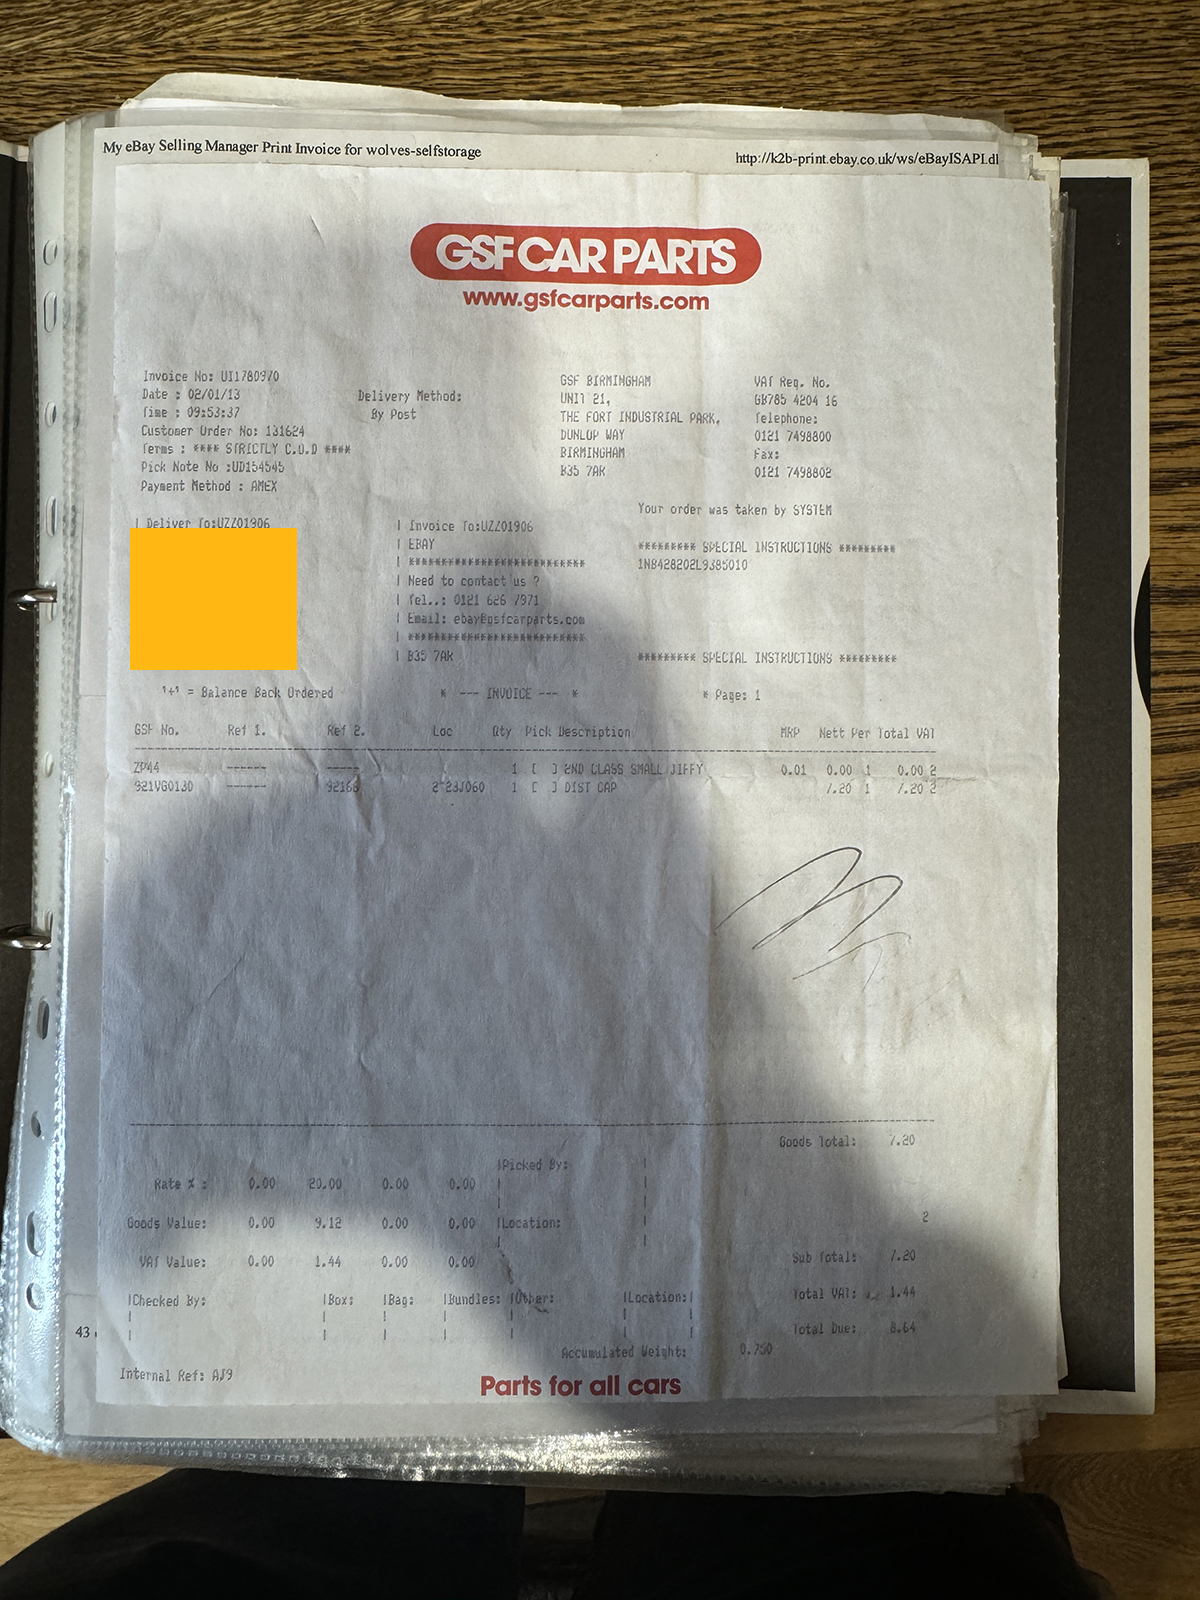 My eBay Selling Manager Print Invoice for wolves-selfstorage
http://k2b-print.ebay.co.uk/ws/eBayISAPI.dl
GSF CAR PARTS
www.gsfcarparts.com
Invoice No: UI1780970
Date : 02/01/13
Time : 09:53:37
Customer Order No: 131624
Terms : **** STRICTLY C.O.D ****
Pick Note No :UD154545
Payment Method : AMEX
Delivery Method:
By Post
GSF BIRMINGHAM
UNIT 21,
THE FORT INDUSTRIAL PARK,
DUNLOP WAY
BIRMINGHAM
B35 7AR
VAT Reg. No.
GB785 4204 16
Telephone:
0121 7498800
Fax:
0121 7498802
Your order was taken by SYSTEM
| Deliver To:UZZ01906
| Invoice To:UZZ01906
| EBAY
| **************************
| Need to contact us ?
| Tel..: 0121 626 7971
| Email: ebay@gsfcarparts.com
| **************************
| B35 7AR
********* SPECIAL INSTRUCTIONS *********
1NB428202L9385010
********* SPECIAL INSTRUCTIONS *********
'+' = Balance Back Ordered * --- INVOICE --- * * Page: 1
GSF No. Ref 1. Ref 2. Loc Qty Pick Description MRP Nett Per Total VAT
ZP44 ------ ----- 1 [ ] 2ND CLASS SMALL JIFFY 0.01 0.00 1 0.00 2
921VG0130 ------ 92166 2 23J060 1 [ ] DIST CAP 7.20 1 7.20 2
Goods Total: 7.20
|Picked By: |
Rate % : 0.00 20.00 0.00 0.00
Goods Value: 0.00 9.12 0.00 0.00 |Location:
2
VAT Value: 0.00 1.44 0.00 0.00
Sub Total: 7.20
|Checked By: |Box: |Bag: |Bundles: |Other: |Location:|
Total VAT: 1.44
Total Due: 8.64
43
Accumulated Weight: 0.750
Internal Ref: AJ9
Parts for all cars